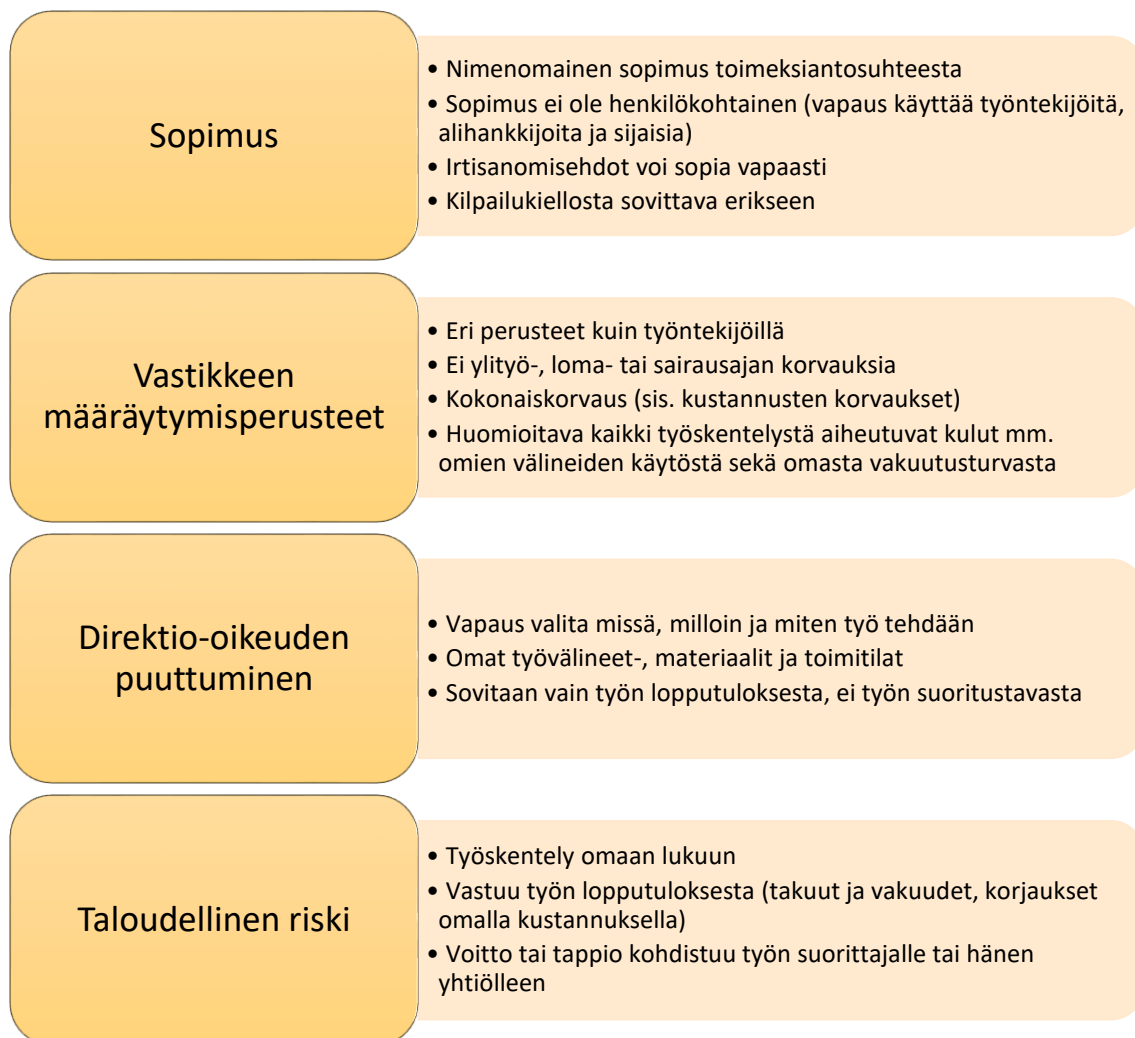 Sopimus
• Nimenomainen sopimus toimeksiantosuhteesta
• Sopimus ei ole henkilökohtainen (vapaus käyttää työntekijöitä,
alihankkijoita ja sijaisia)
• Irtisanomisehdot voi sopia vapaasti
• Kilpailukiellosta sovittava erikseen
Vastikkeen
määräytymisperusteet
• Eri perusteet kuin työntekijöillä
• Ei ylityö-, loma- tai sairausajan korvauksia
• Kokonaiskorvaus (sis. kustannusten korvaukset)
• Huomioitava kaikki työskentelystä aiheutuvat kulut mm.
omien välineiden käytöstä sekä omasta vakuutusturvasta
Direktio-oikeuden
puuttuminen
• Vapaus valita missä, milloin ja miten työ tehdään
• Omat työvälineet-, materiaalit ja toimitilat
• Sovitaan vain työn lopputuloksesta, ei työn suoritustavasta
Taloudellinen riski
• Työskentely omaan lukuun
• Vastuu työn lopputuloksesta (takuut ja vakuudet, korjaukset
omalla kustannuksella)
• Voitto tai tappio kohdistuu työn suorittajalle tai hänen
yhtiölleen